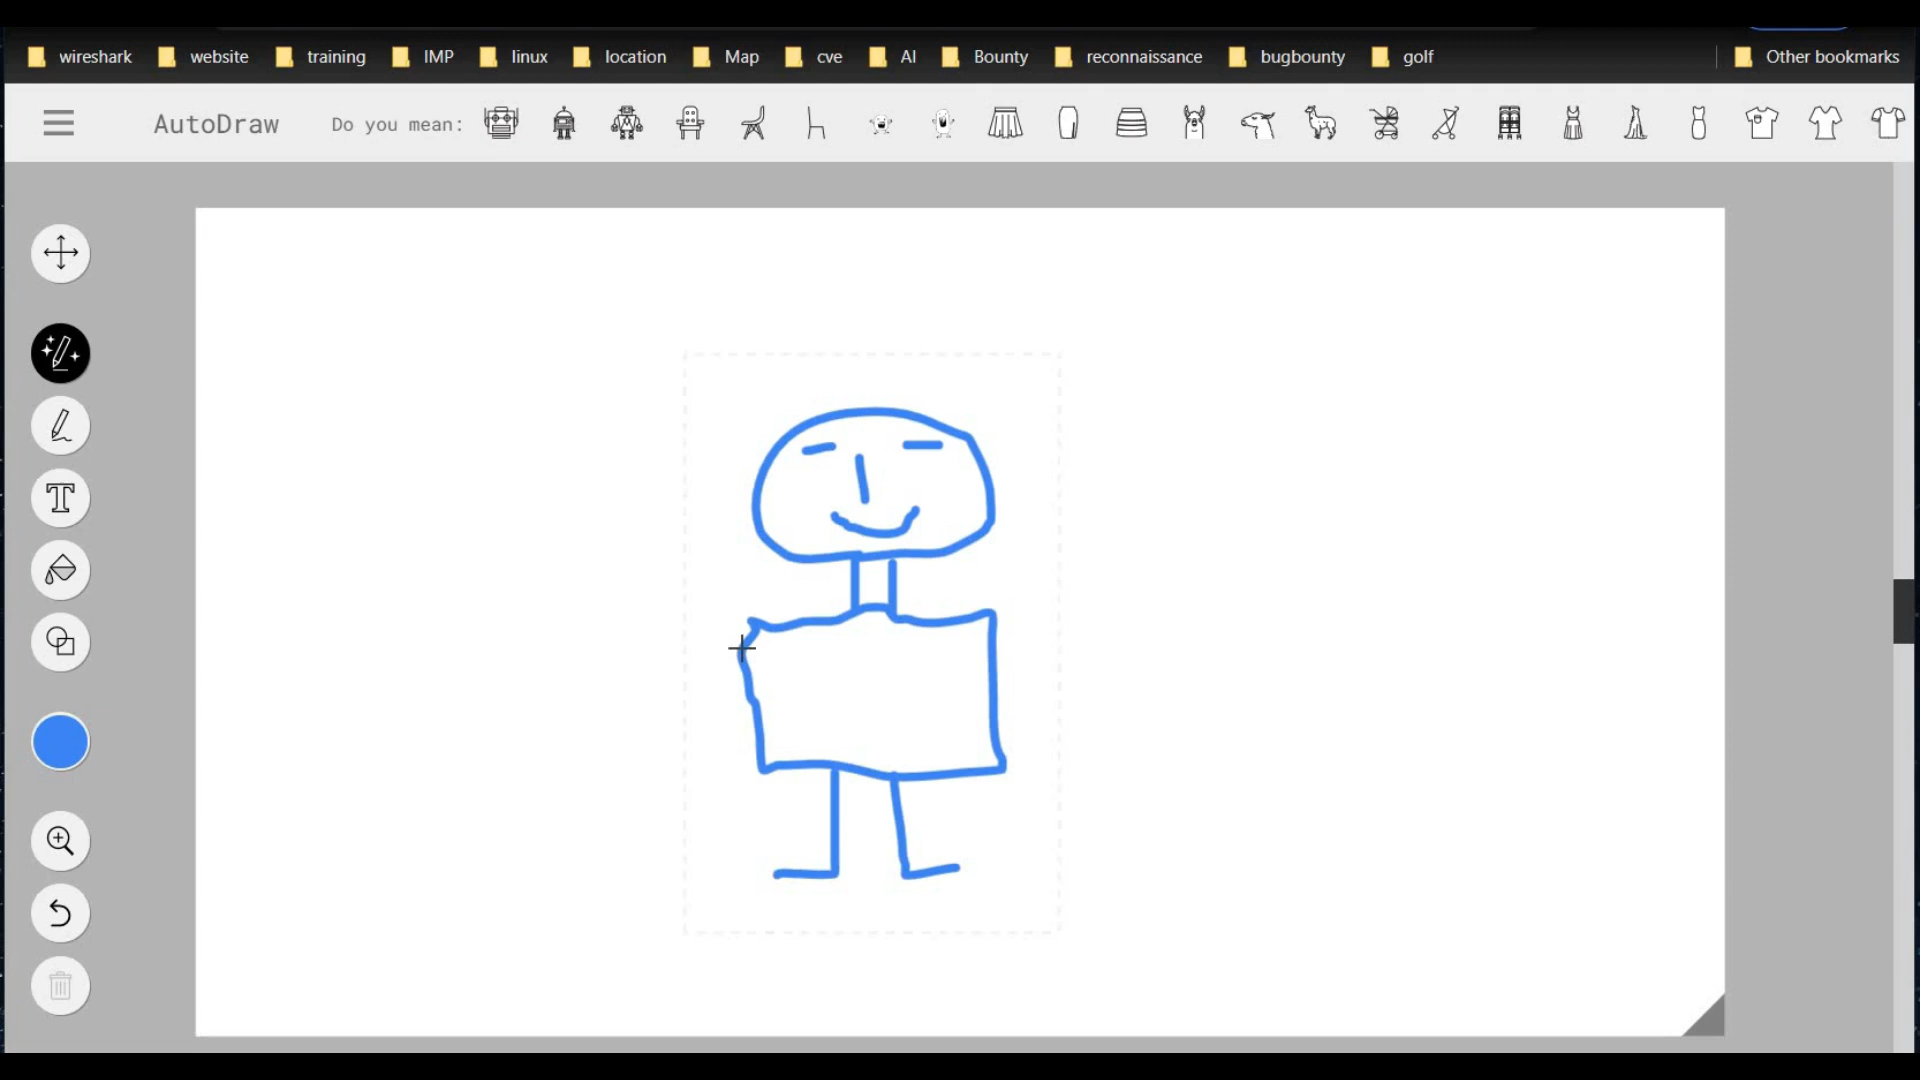 wireshark website training IMP linux location Map cve AI Bounty reconnaissance bugbounty golf Other bookmarks
AutoDraw Do you mean:
T